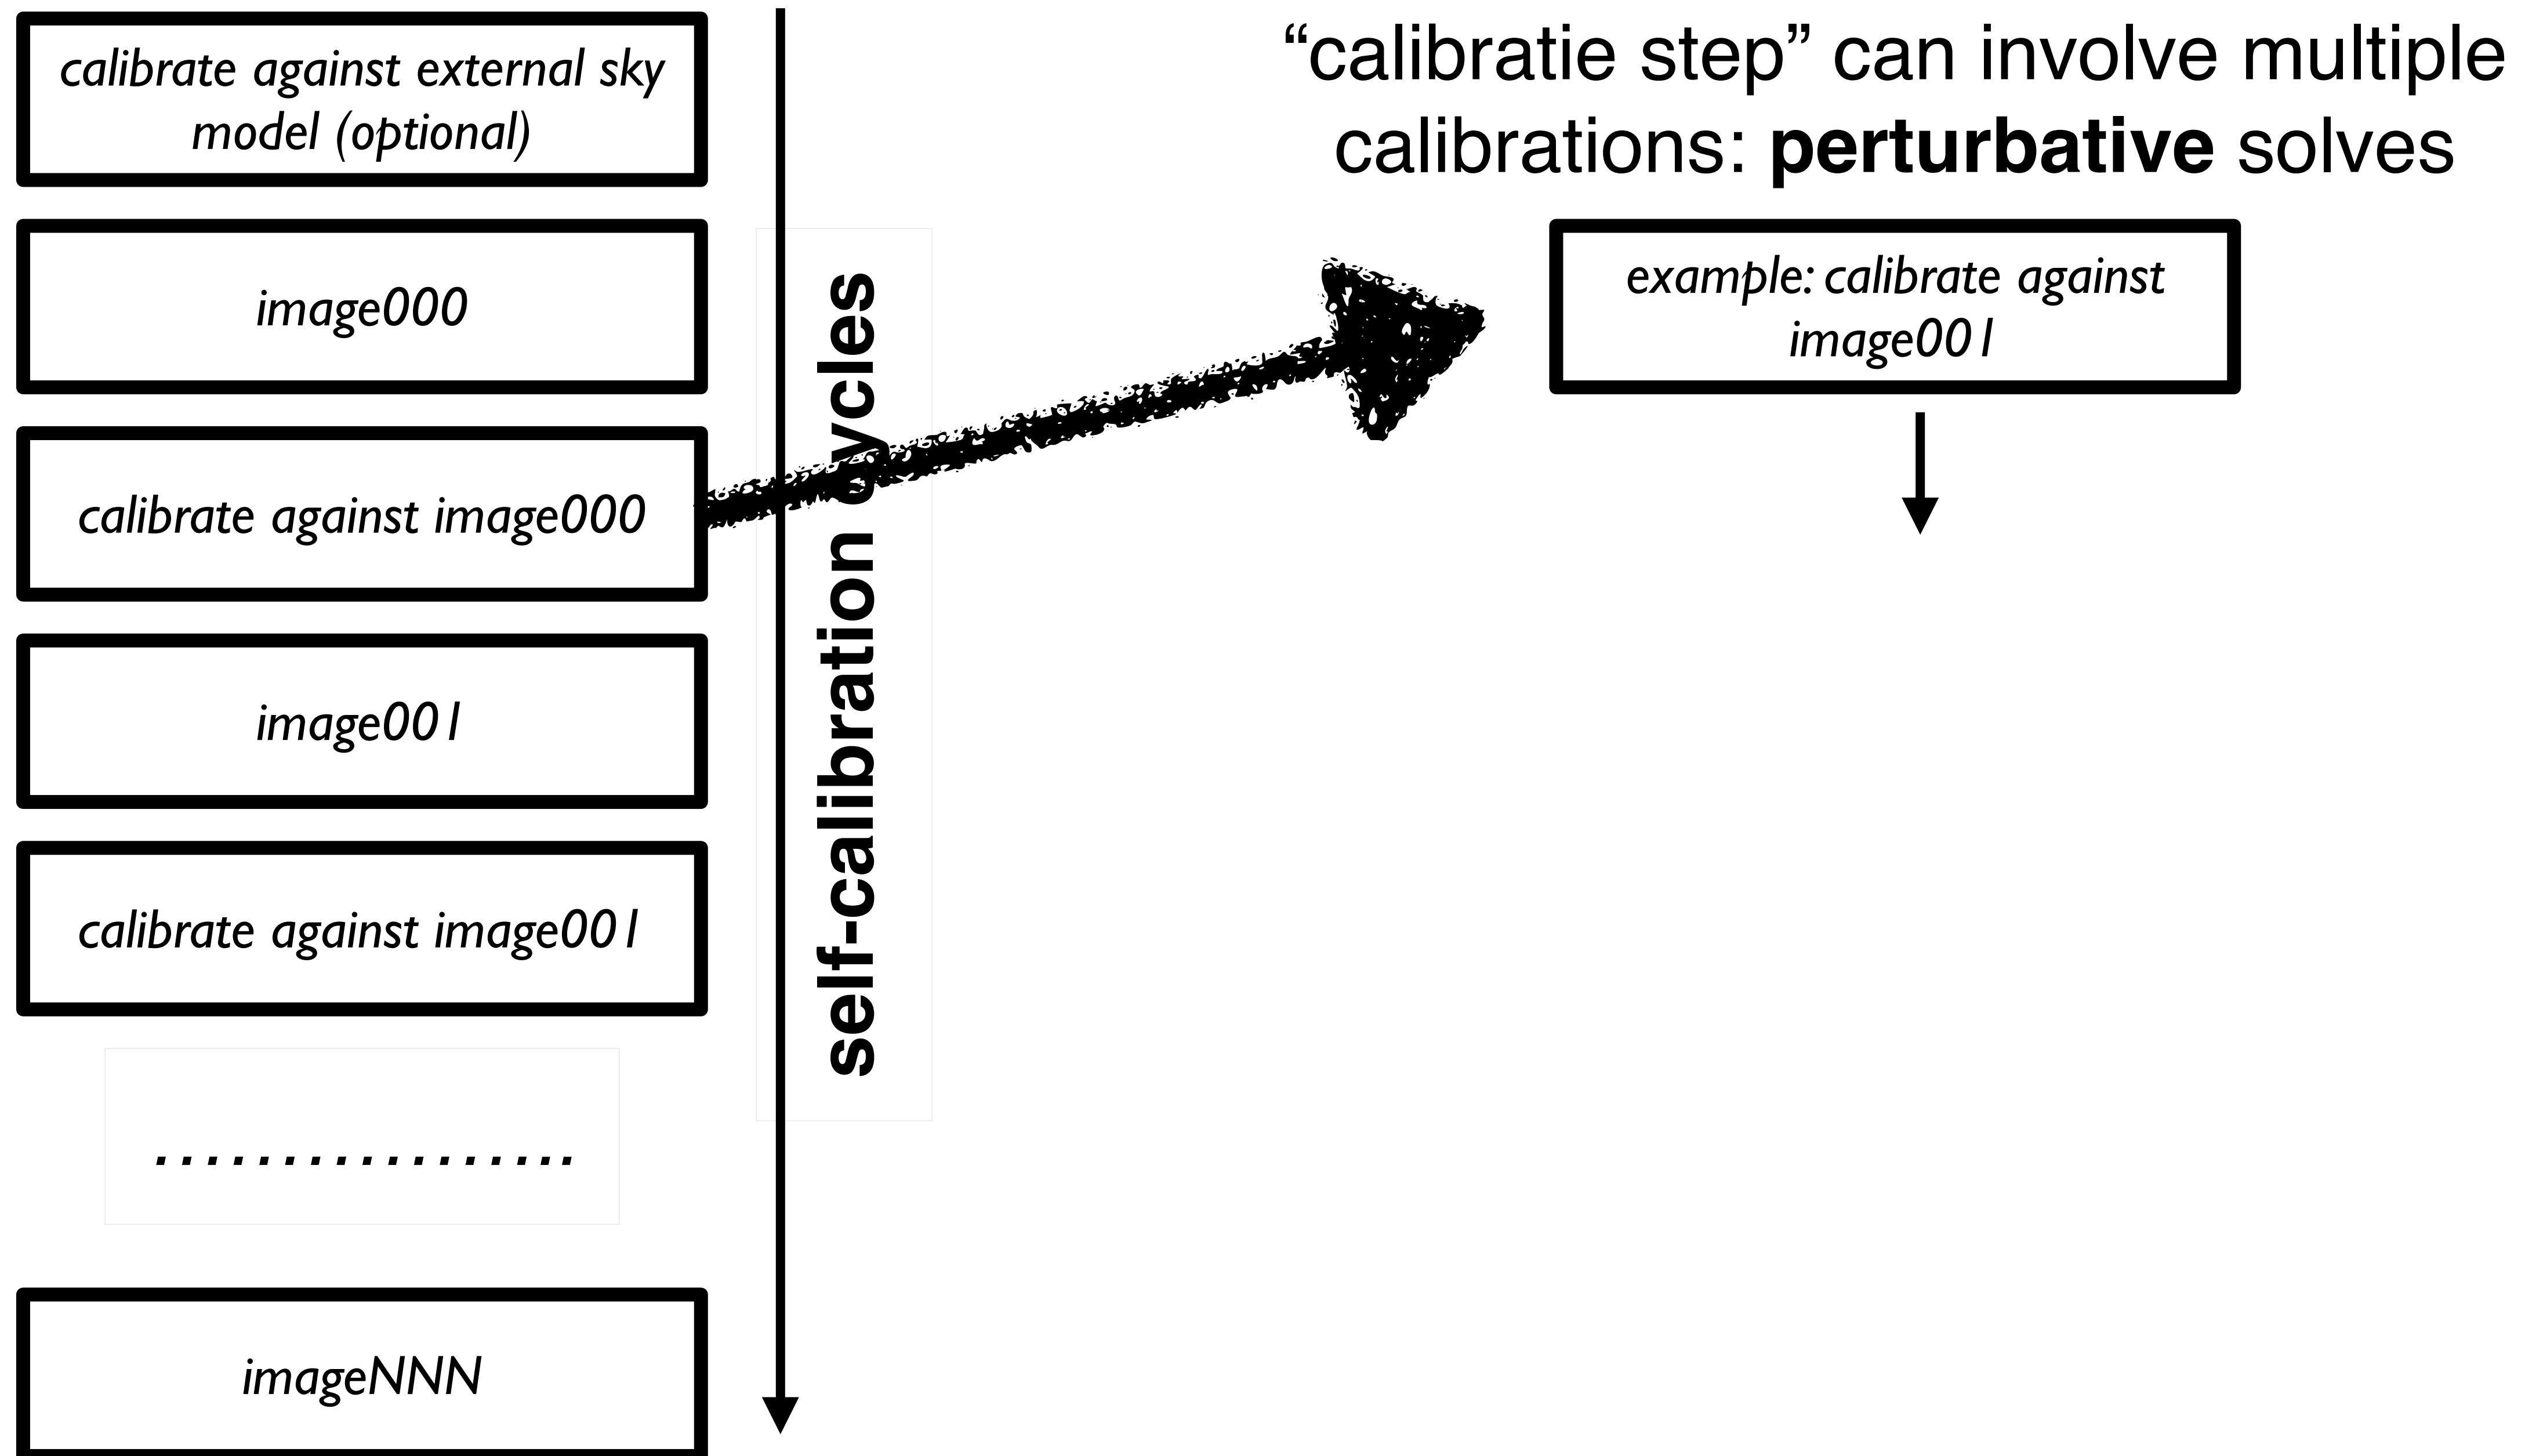 calibrate against external sky
model (optional)
image000
calibrate against image000
image001
calibrate against image001
.................
imageNNN
self-calibration cycles
“calibratie step” can involve multiple
calibrations: perturbative solves
example: calibrate against
image001